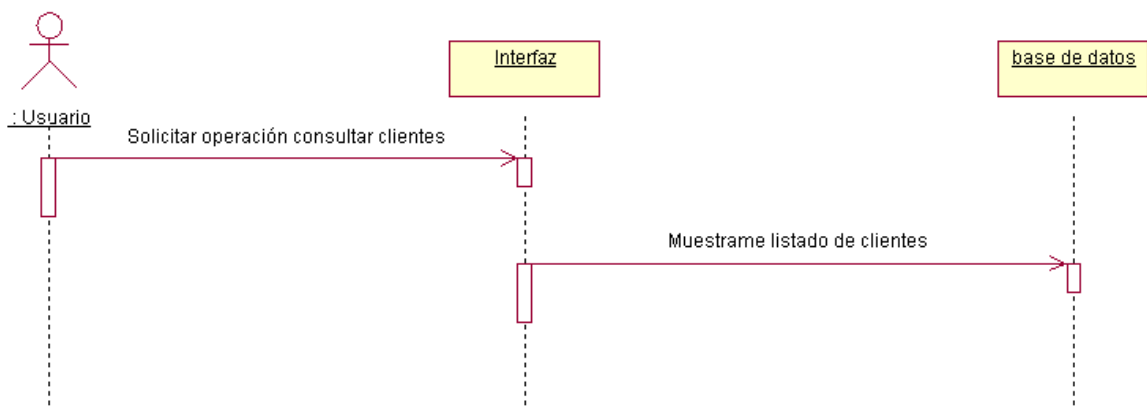 Interfaz
base de datos
: Usuario
Solicitar operación consultar clientes
Muestrame listado de clientes